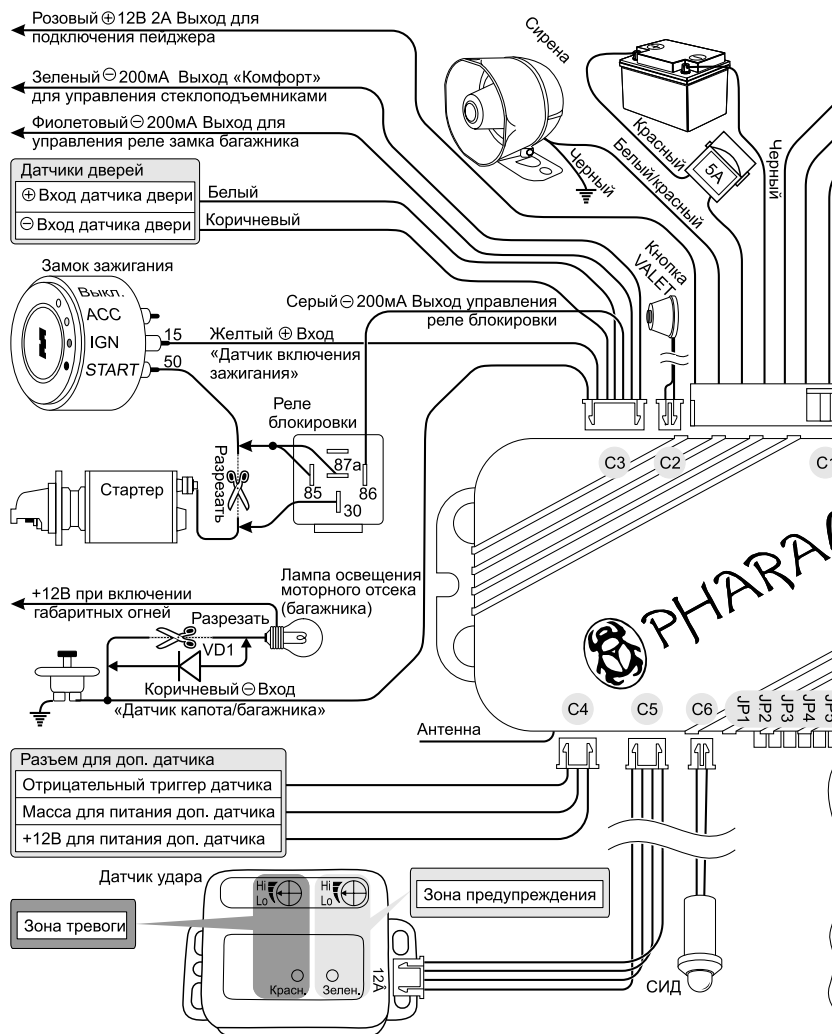 Розовый ⊕ 12В 2А Выход для
подключения пейджера
Зеленый ⊖ 200мА Выход «Комфорт»
для управления стеклоподъемниками
Фиолетовый ⊖ 200мА Выход для
управления реле замка багажника
Датчики дверей
⊕ Вход датчика двери
Белый
⊖ Вход датчика двери
Коричневый
Сирена
Черный
Красный
5А
Белый/красный
Черный
Кнопка
VALET
Замок зажигания
Выкл.
ACC
IGN
START
15
50
Желтый ⊕ Вход
«Датчик включения
зажигания»
Серый ⊖ 200мА Выход управления
реле блокировки
Реле
блокировки
87a
85
86
30
Разрезать
Стартер
C3
C2
C1
PHARA
+12В при включении
габаритных огней
Лампа освещения
моторного отсека
(багажника)
Разрезать
VD1
Коричневый ⊖ Вход
«Датчик капота/багажника»
Антенна
C4
C5
C6
JP1
JP2
JP3
JP4
JP5
Разъем для доп. датчика
Отрицательный триггер датчика
Масса для питания доп. датчика
+12В для питания доп. датчика
Датчик удара
Hi
Lo
Hi
Lo
Зона тревоги
Зона предупреждения
Красн.
Зелен.
12Â
СИД